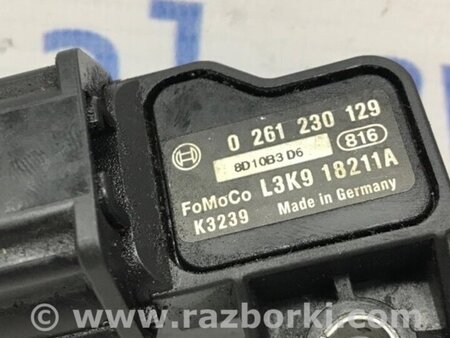 0 261 230 129
8D10B3D6
816
FoMoCo L3K9 18211A
K3239 Made in Germany
www.razborki.com